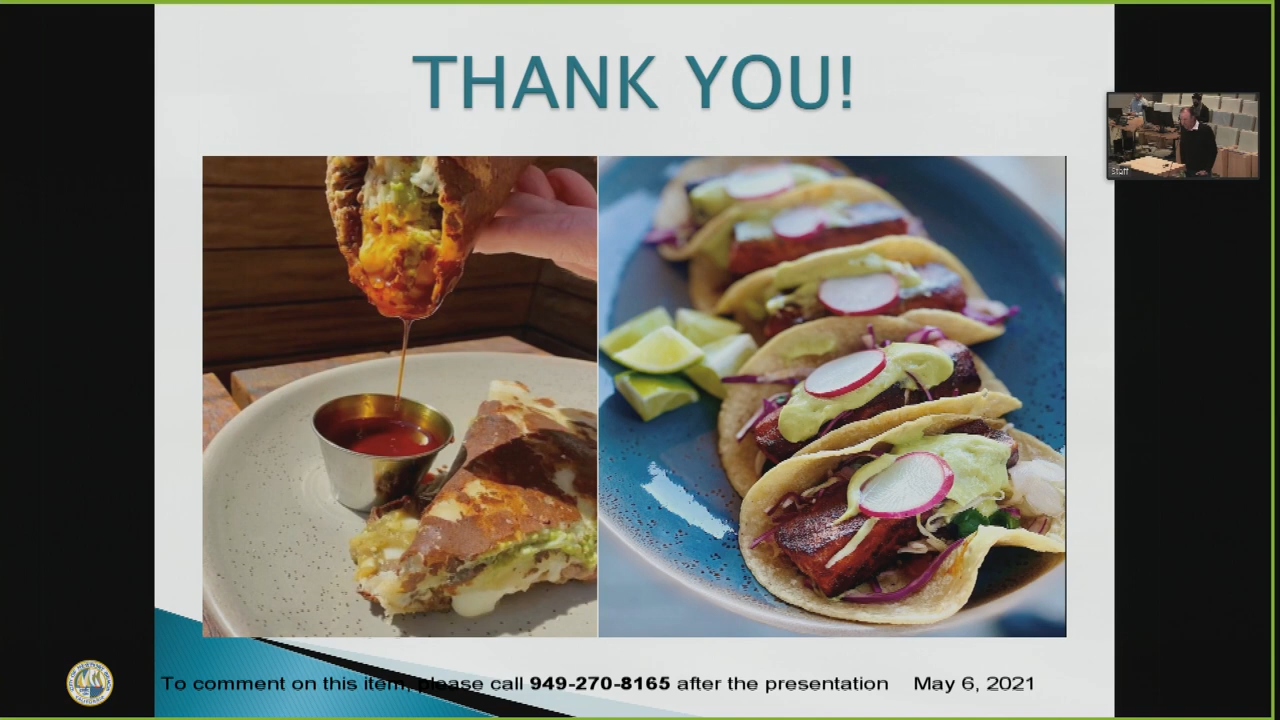 THANK YOU!
Staff
To comment on this item, please call 949-270-8165 after the presentation May 6, 2021